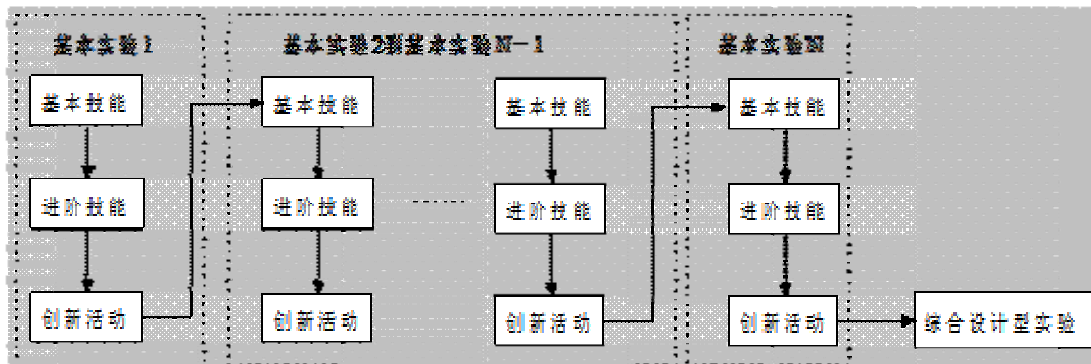 基本实验1
基本实验2到基本实验N-1
基本实验N
基本技能
基本技能
基本技能
基本技能
进阶技能
进阶技能
………
进阶技能
进阶技能
创新活动
创新活动
创新活动
创新活动
综合设计型实验